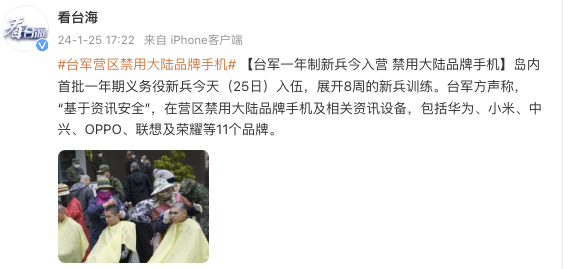 看台海
看台海
24-1-25 17:22 来自 iPhone客户端
#台军营区禁用大陆品牌手机# 【台军一年制新兵今入营 禁用大陆品牌手机】岛内
首批一年期义务役新兵今天（25日）入伍，展开8周的新兵训练。台军方声称，
“基于资讯安全”，在营区禁用大陆品牌手机及相关资讯设备，包括华为、小米、中
兴、OPPO、联想及荣耀等11个品牌。